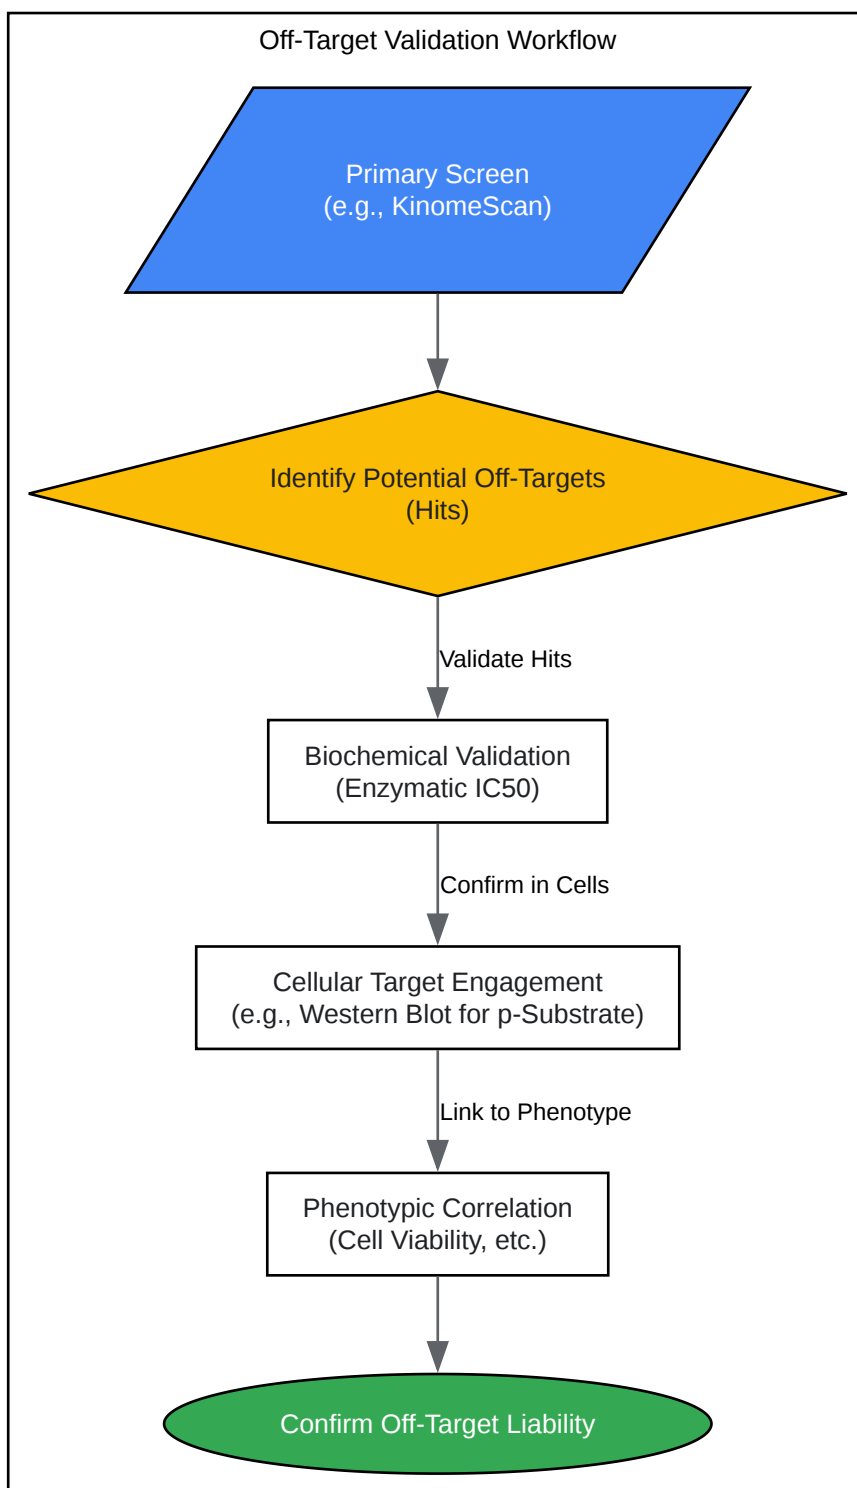 Off-Target Validation Workflow
Primary Screen
(e.g., KinomeScan)
Identify Potential Off-Targets
(Hits)
Validate Hits
Biochemical Validation
(Enzymatic IC50)
Confirm in Cells
Cellular Target Engagement
(e.g., Western Blot for p-Substrate)
Link to Phenotype
Phenotypic Correlation
(Cell Viability, etc.)
Confirm Off-Target Liability